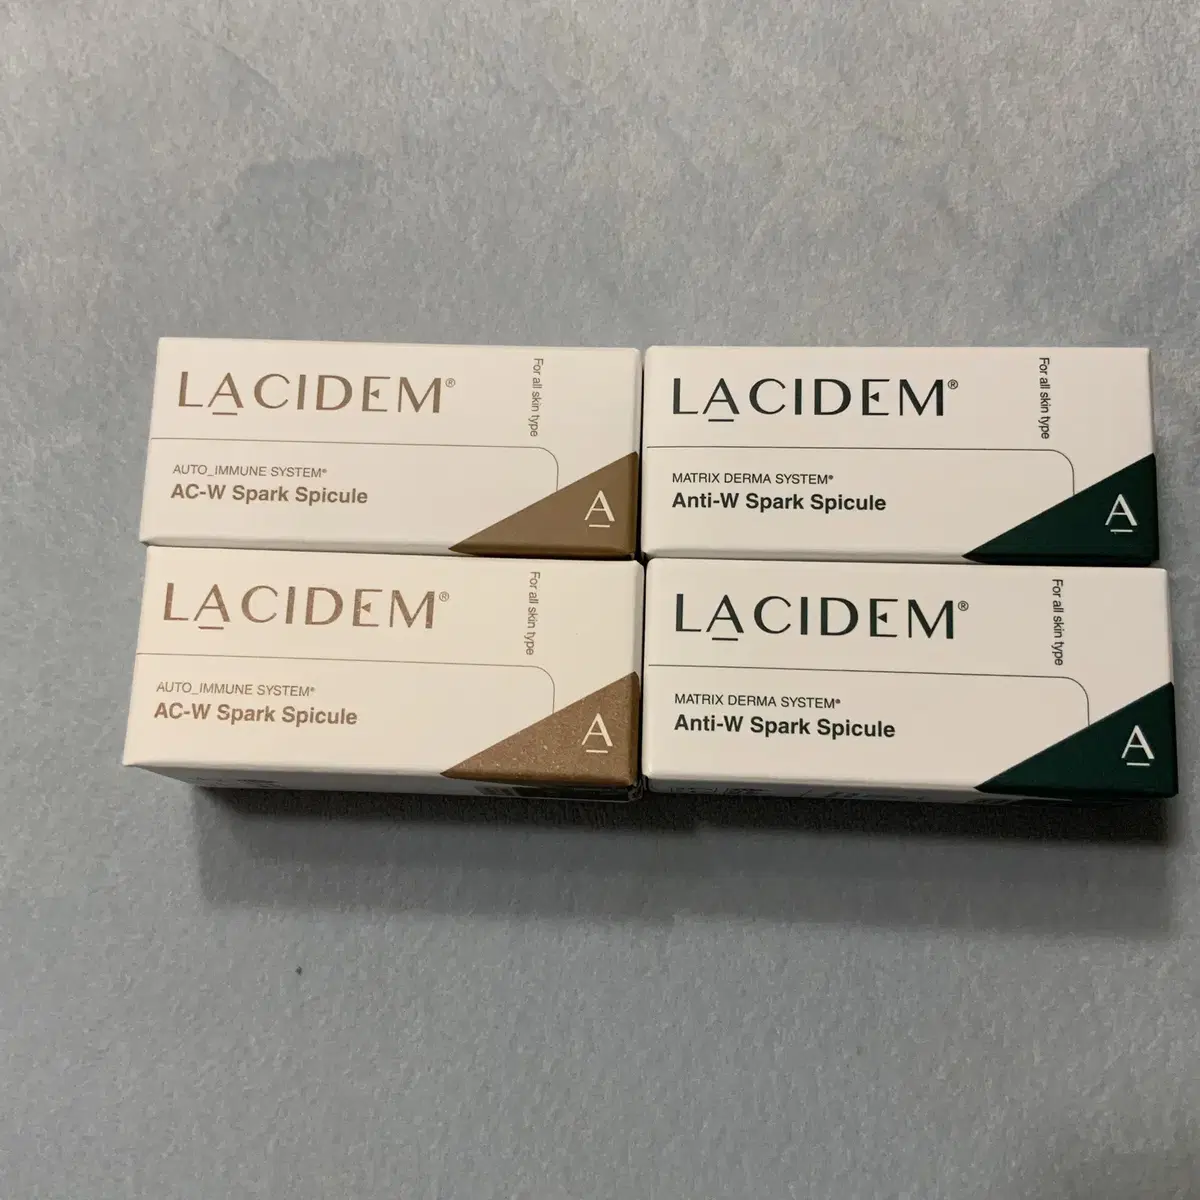 LACIDEM®
For all skin type
AUTO_IMMUNE SYSTEM®
AC-W Spark Spicule
A
LACIDEM®
For all skin type
MATRIX DERMA SYSTEM®
Anti-W Spark Spicule
A
LACIDEM®
For all skin type
AUTO_IMMUNE SYSTEM®
AC-W Spark Spicule
A
LACIDEM®
For all skin type
MATRIX DERMA SYSTEM®
Anti-W Spark Spicule
A